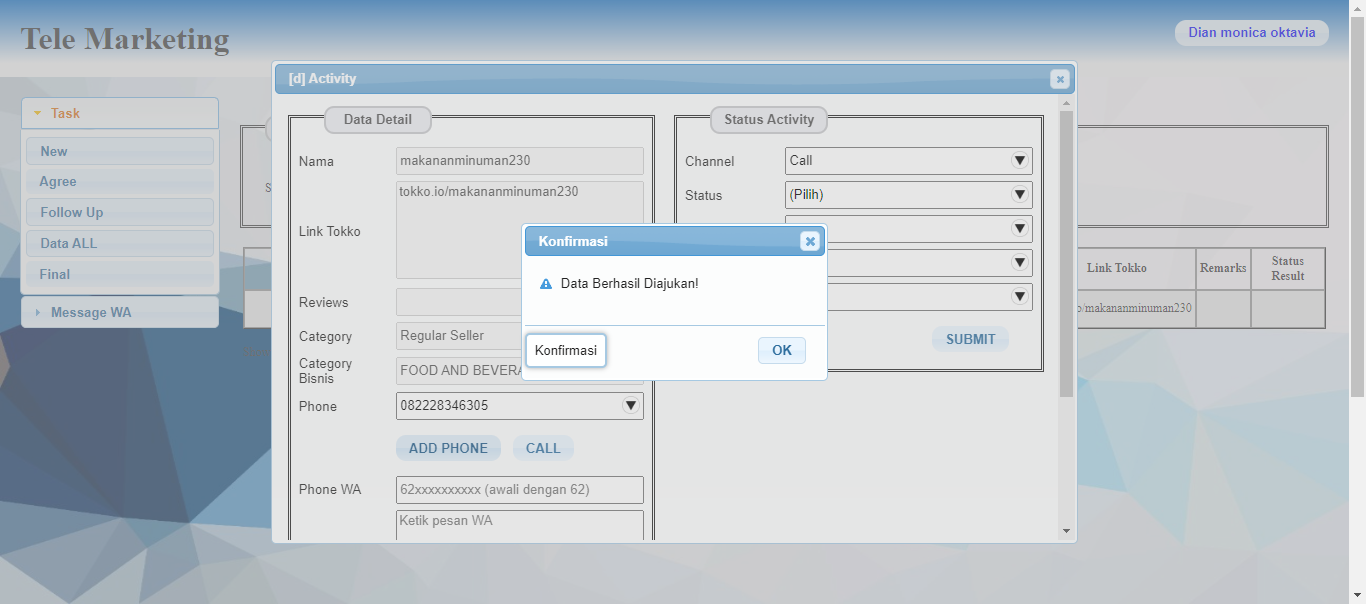 Tele Marketing
Dian monica oktavia
Task
New
Agree
Follow Up
Data ALL
Final
Message WA
[d] Activity
Data Detail
Nama
makananminuman230
Link Tokko
tokko.io/makananminuman230
Reviews
Category
Regular Seller
Category
Bisnis
FOOD AND BEVERA
Phone
082228346305
ADD PHONE
CALL
Phone WA
62xxxxxxxxxx (awali dengan 62)
Ketik pesan WA
Status Activity
Channel
Call
Status
(Pilih)
SUBMIT
Konfirmasi
Data Berhasil Diajukan!
Konfirmasi
OK
Link Tokko
Remarks
Status
Result
o/makananminuman230